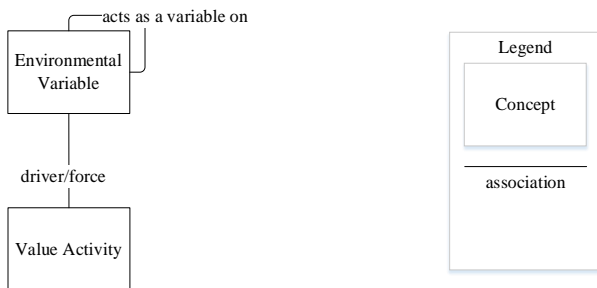 acts as a variable on
Environmental
Variable
driver/force
Value Activity
Legend
Concept
association